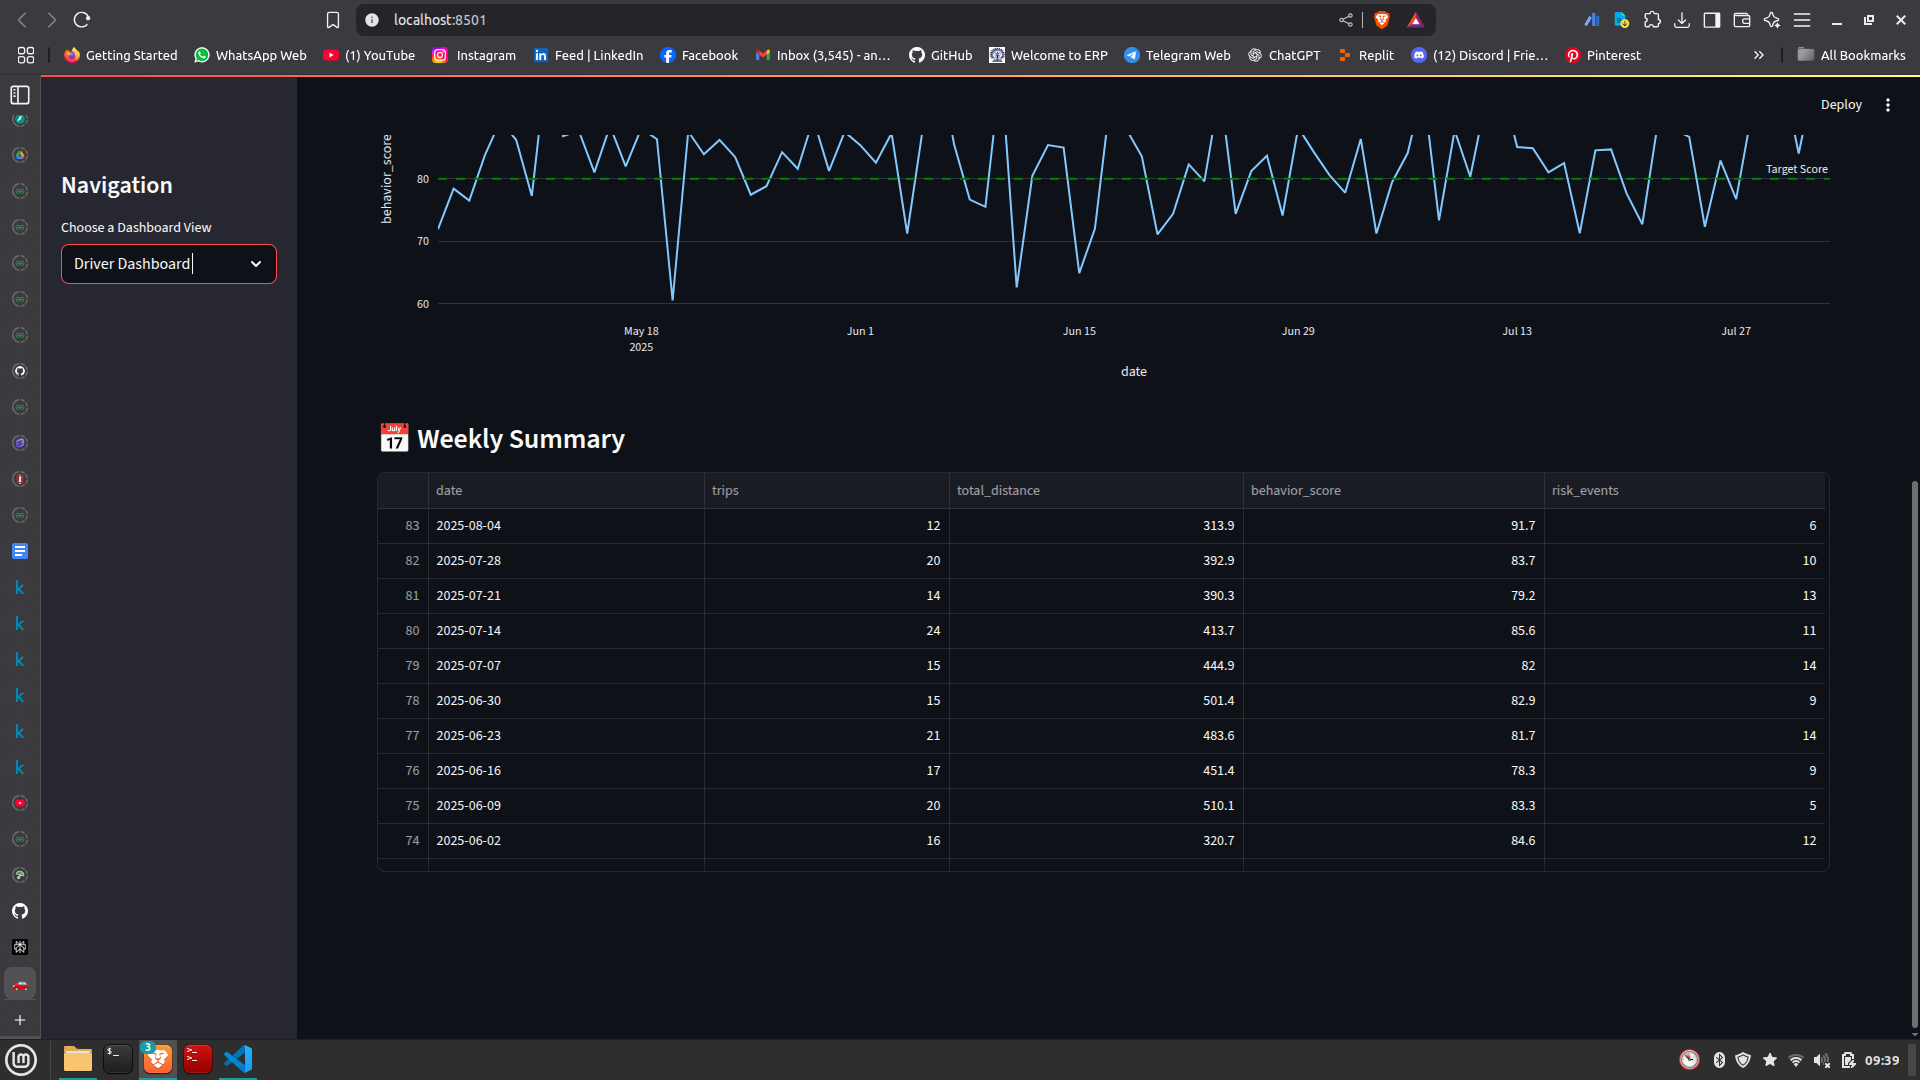 localhost:8501
Getting Started
WhatsApp Web
(1) YouTube
Instagram
Feed | LinkedIn
Facebook
Inbox (3,545) - an...
GitHub
Welcome to ERP
Telegram Web
ChatGPT
Replit
(12) Discord | Frie...
Pinterest
All Bookmarks
Deploy
Navigation
Choose a Dashboard View
Driver Dashboard
behavior_score
80
70
60
Target Score
May 18
2025
Jun 1
Jun 15
Jun 29
Jul 13
Jul 27
date
July 17 Weekly Summary
date trips total_distance behavior_score risk_events
83 2025-08-04 12 313.9 91.7 6
82 2025-07-28 20 392.9 83.7 10
81 2025-07-21 14 390.3 79.2 13
80 2025-07-14 24 413.7 85.6 11
79 2025-07-07 15 444.9 82 14
78 2025-06-30 15 501.4 82.9 9
77 2025-06-23 21 483.6 81.7 14
76 2025-06-16 17 451.4 78.3 9
75 2025-06-09 20 510.1 83.3 5
74 2025-06-02 16 320.7 84.6 12
k
k
k
k
k
k
3
09:39